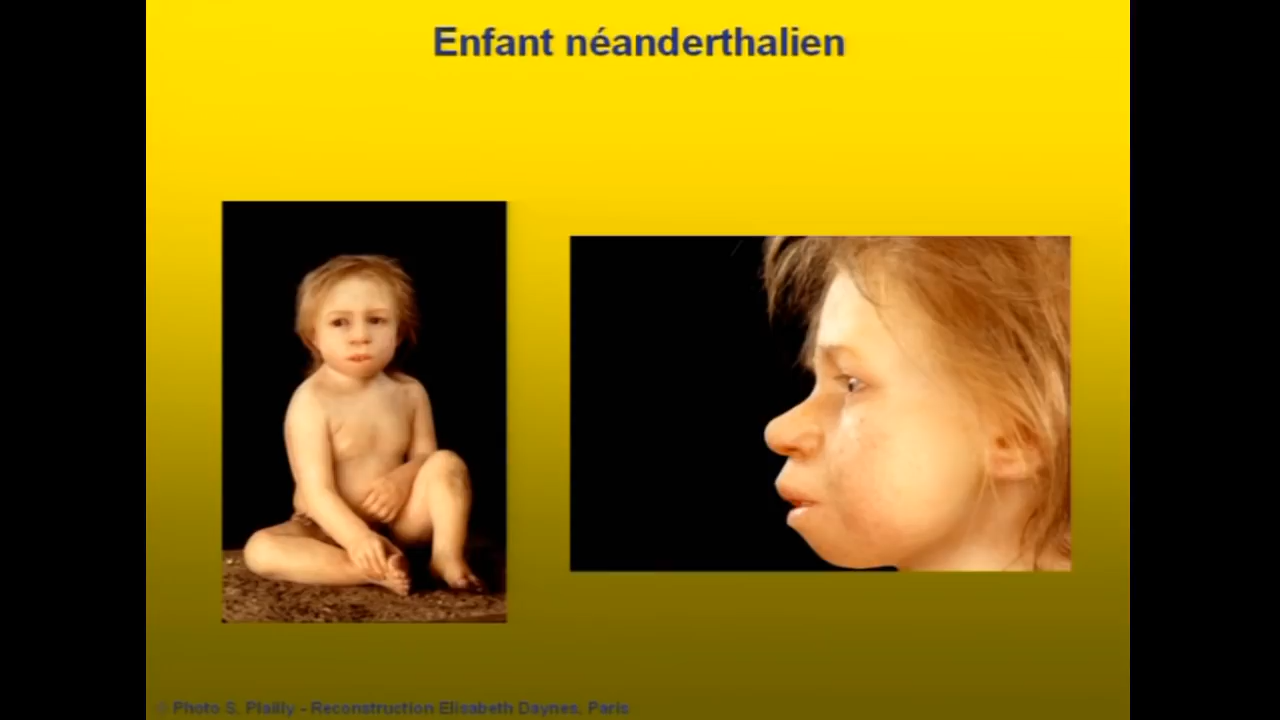 Enfant néanderthalien
© Photo S. Plailly - Reconstruction Elisabeth Daynes, Paris